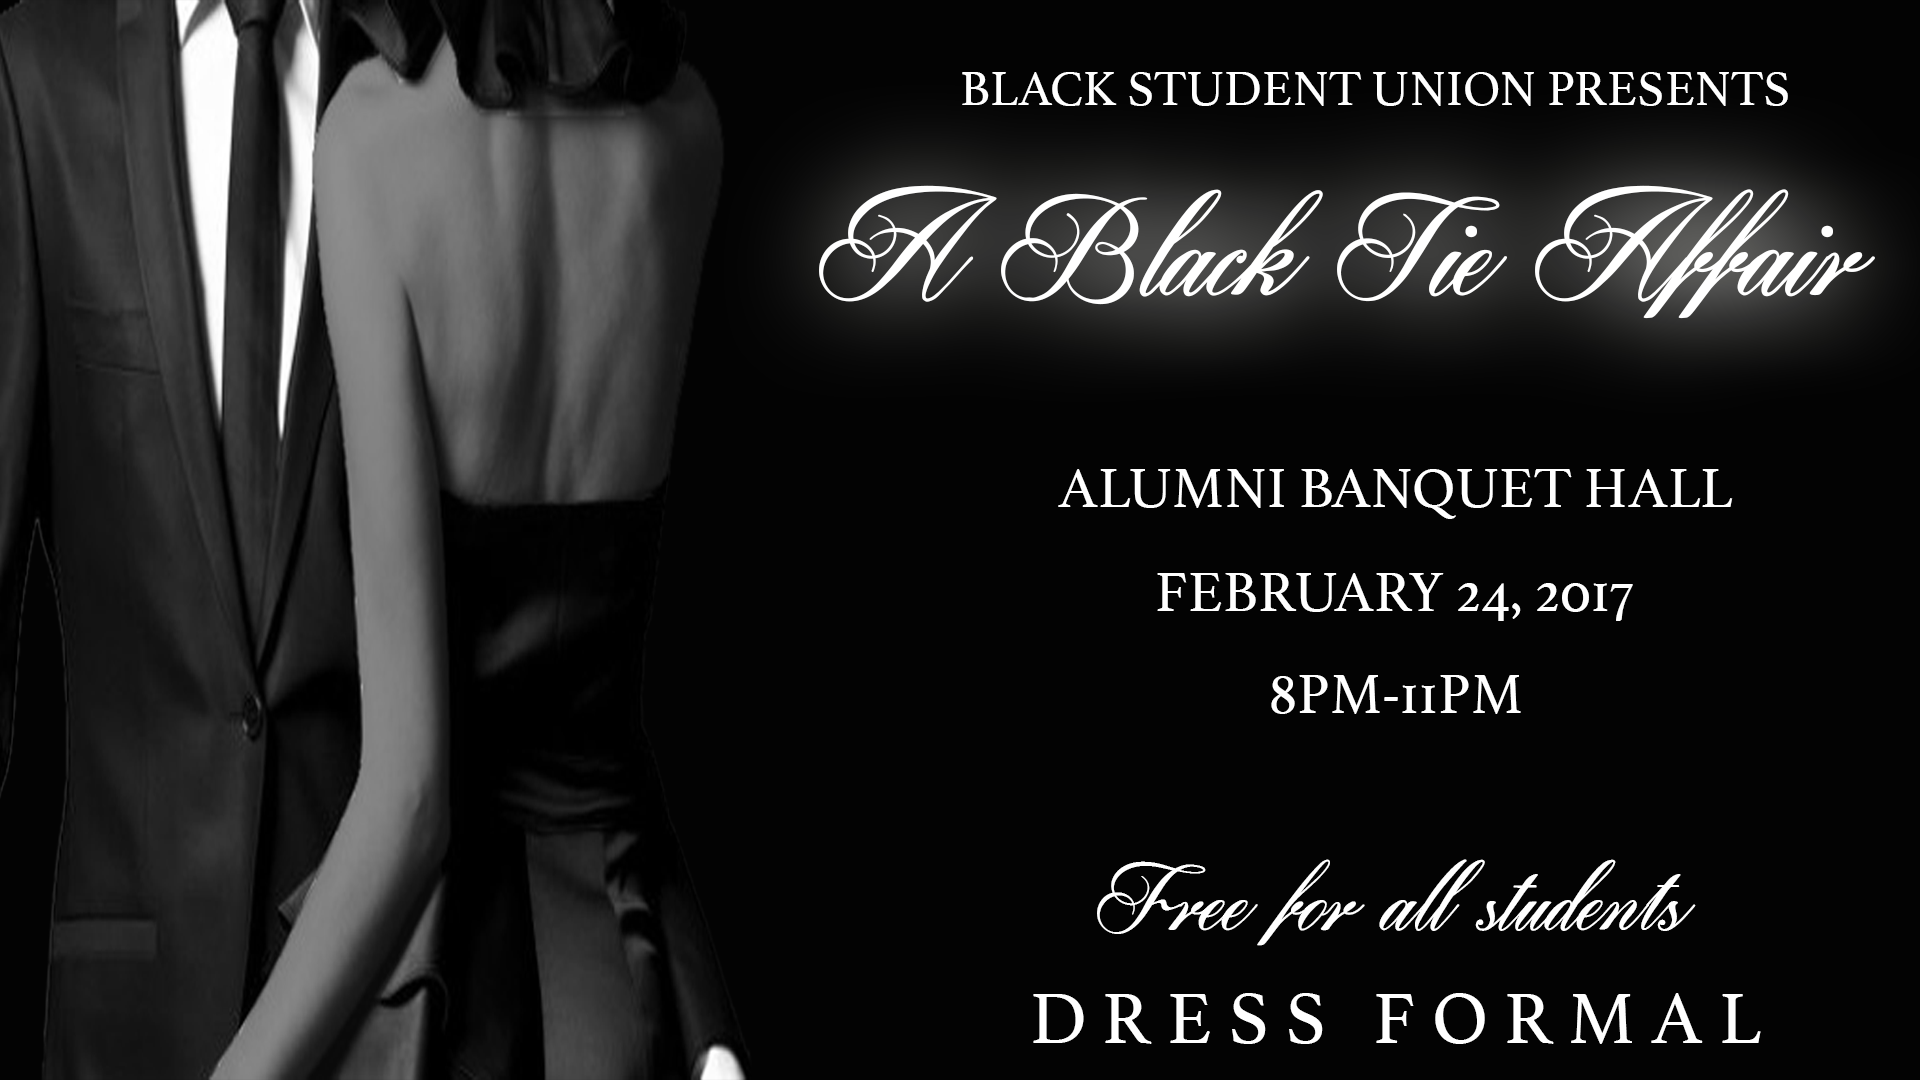 BLACK STUDENT UNION PRESENTS
A Black Tie Affair
ALUMNI BANQUET HALL
FEBRUARY 24, 2017
8PM-11PM
Free for all students
DRESS FORMAL